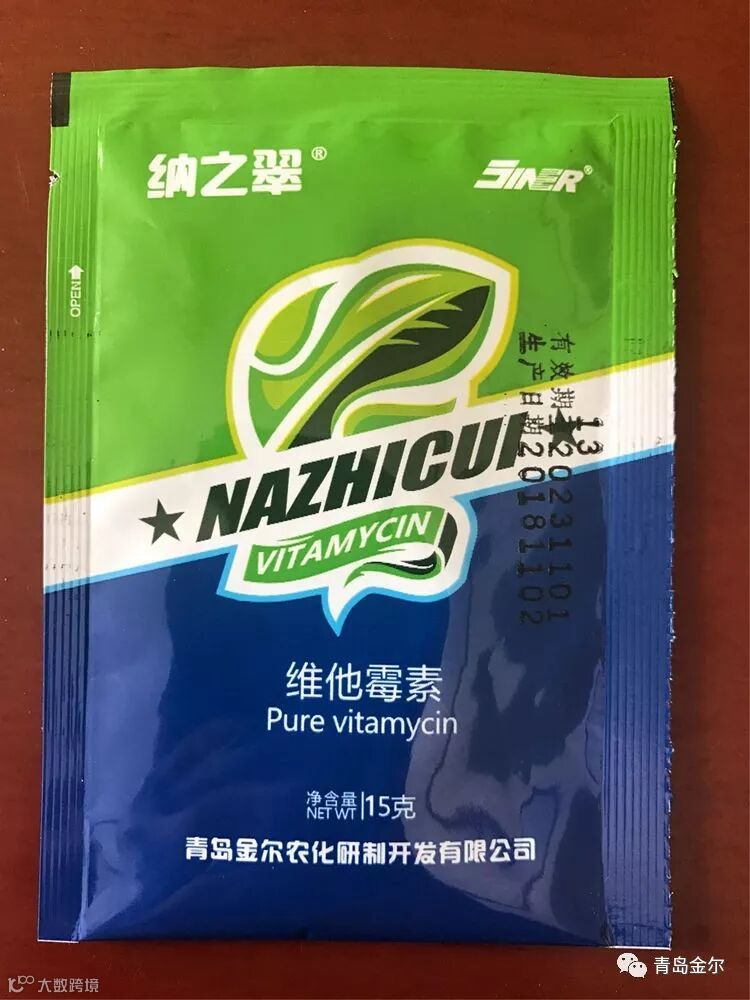 纳之翠®
SINER®
OPEN
有效期至20231101
13
生产日期20181102
NAZHICUI
VITAMYCIN
维他霉素
Pure vitamycin
净含量
NET WT
15克
青岛金尔农化研制开发有限公司
大数跨境
青岛金尔